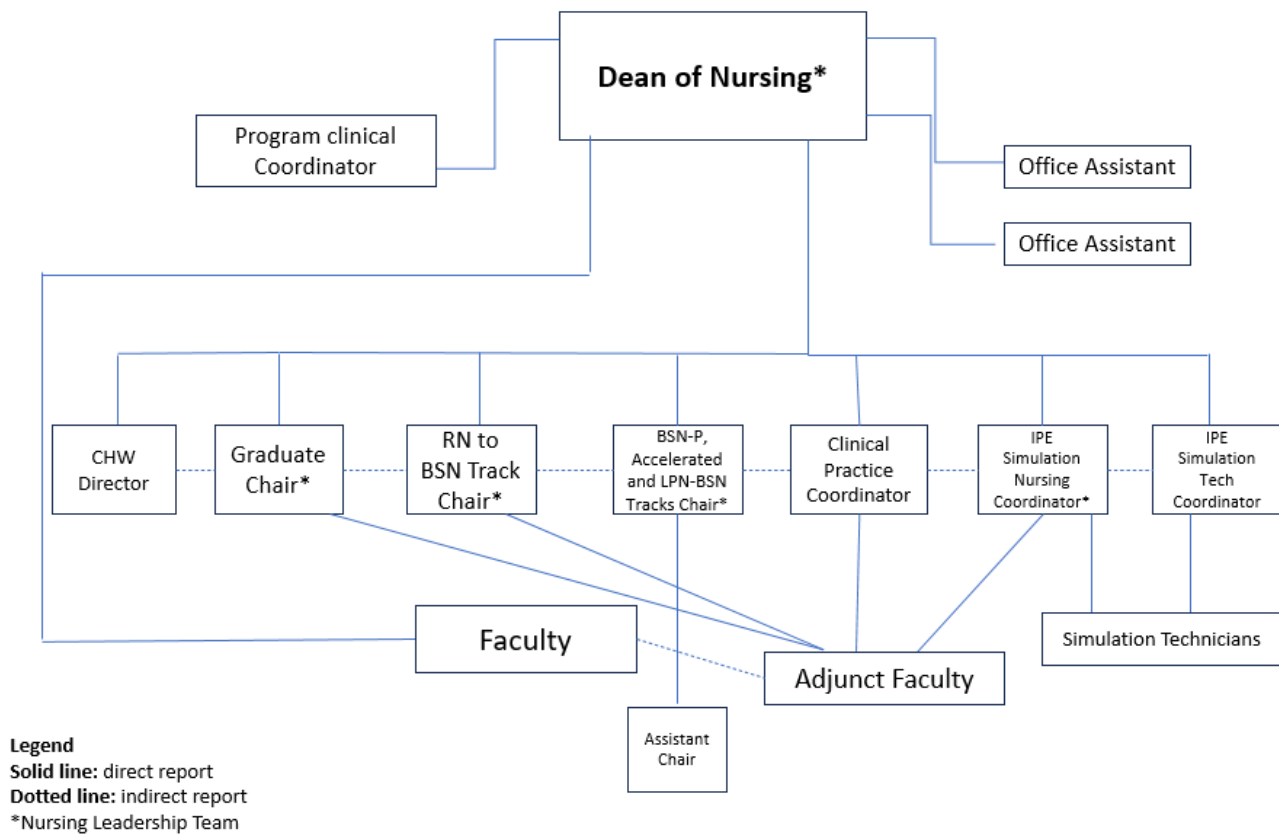 Dean of Nursing*
Program clinical
Coordinator
Office Assistant
Office Assistant
CHW
Director
Graduate
Chair*
RN to
BSN Track
Chair*
BSN-P,
Accelerated
and LPN-BSN
Tracks Chair*
Clinical
Practice
Coordinator
IPE
Simulation
Nursing
Coordinator*
IPE
Simulation
Tech
Coordinator
Faculty
Adjunct Faculty
Simulation Technicians
Assistant
Chair
Legend
Solid line: direct report
Dotted line: indirect report
*Nursing Leadership Team